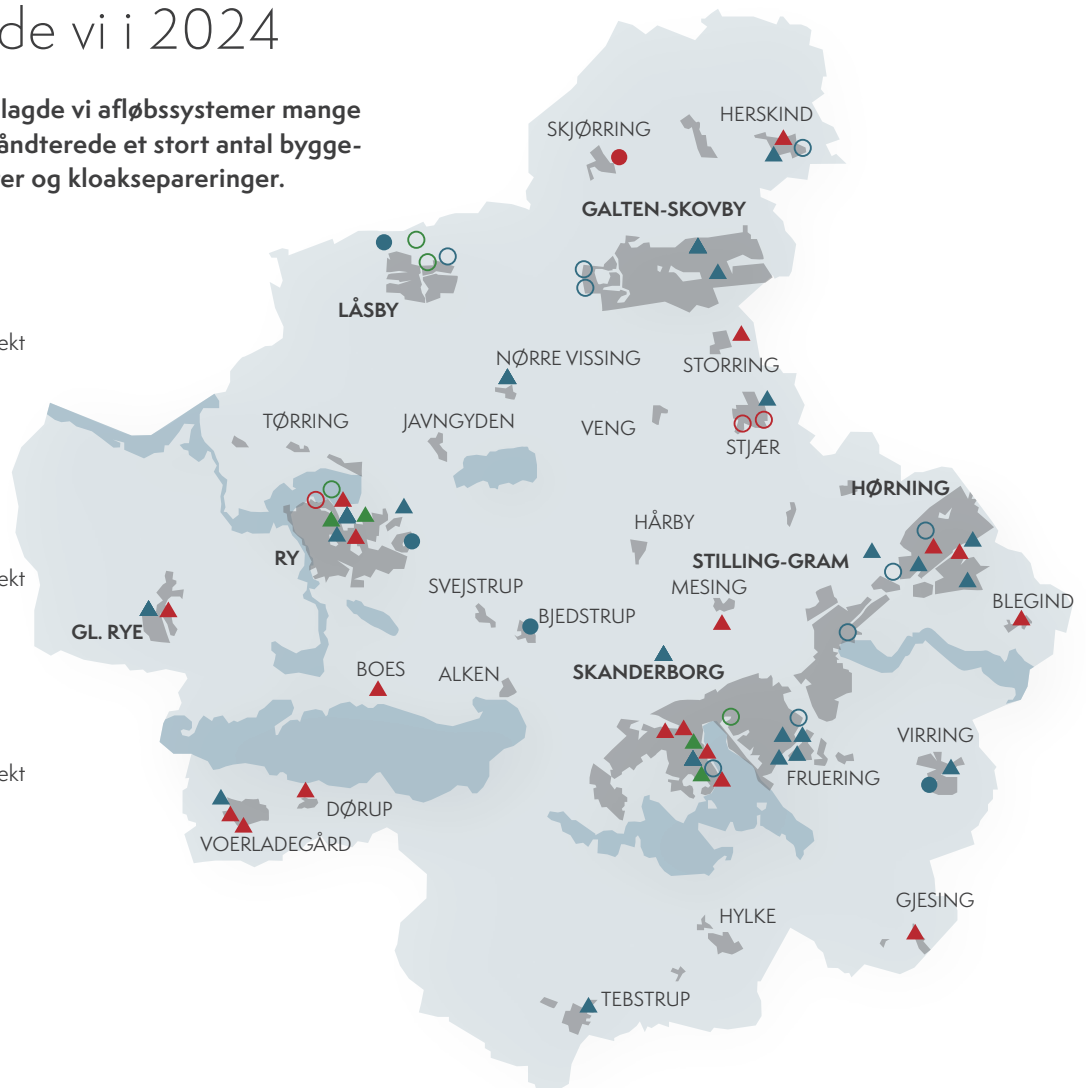 de vi i 2024
lagde vi afløbssystemer mange
åndterede et stort antal bygge-
er og kloaksepareringer.
HERSKIND
SKJØRRING
GALTEN-SKOVBY
LÅSBY
ekt
NØRRE VISSING
STORRING
TØRRING
JAVNGYDEN
VENG
STJÆR
HØRNING
HÅRBY
RY
STILLING-GRAM
ekt
SVEJSTRUP
MESING
BLEGIND
BJEDSTRUP
GL. RYE
BOES
ALKEN
SKANDERBORG
VIRRING
ekt
FRUERING
DØRUP
VOERLADEGÅRD
GJESING
HYLKE
TEBSTRUP